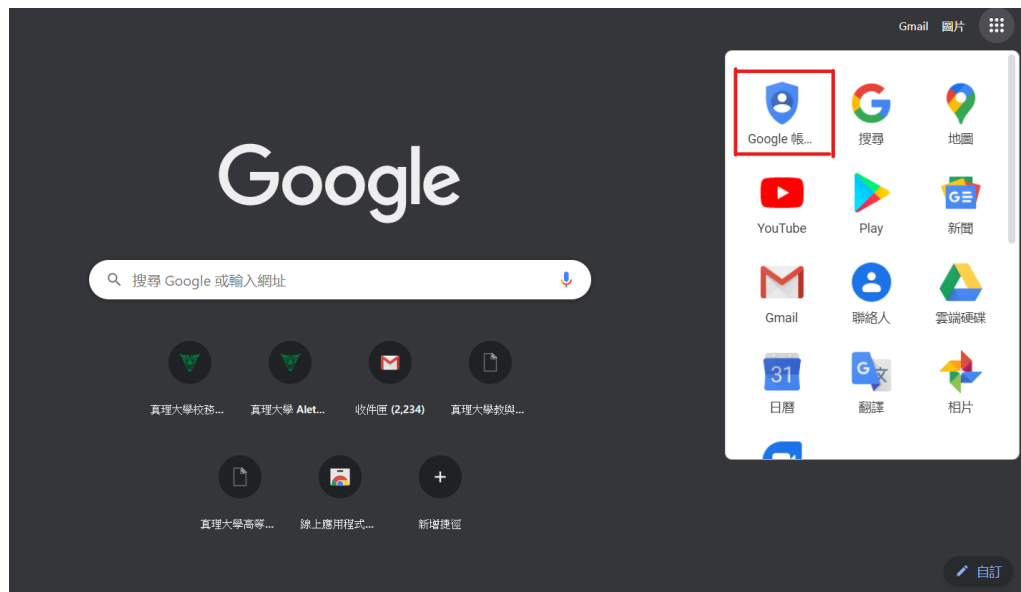 Gmail 圖片
Google
搜尋 Google 或輸入網址
真理大學校務... 真理大學 Alet... 收件匣 (2,234) 真理大學教與...
真理大學高等... 線上應用程式... 新增捷徑
Google 帳... 搜尋 地圖
YouTube Play 新聞
Gmail 聯絡人 雲端硬碟
31
日曆 翻譯 相片
自訂